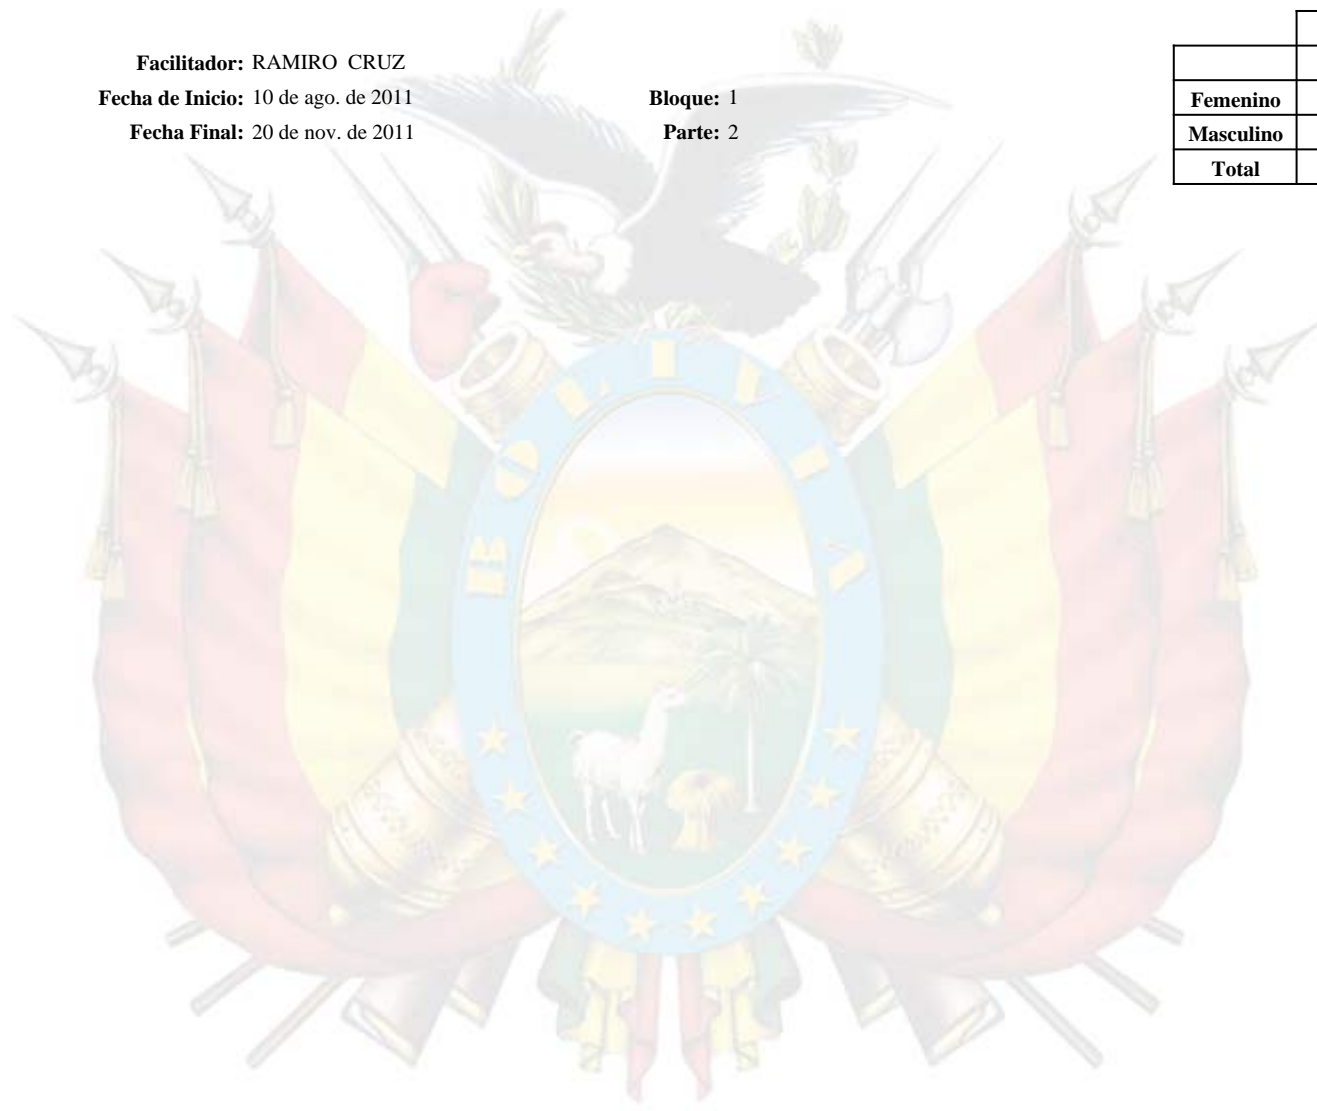 Facilitador: RAMIRO CRUZ
Fecha de Inicio: 10 de ago. de 2011 Bloque: 1
Fecha Final: 20 de nov. de 2011 Parte: 2
Femenino
Masculino
Total
BOLIVIA